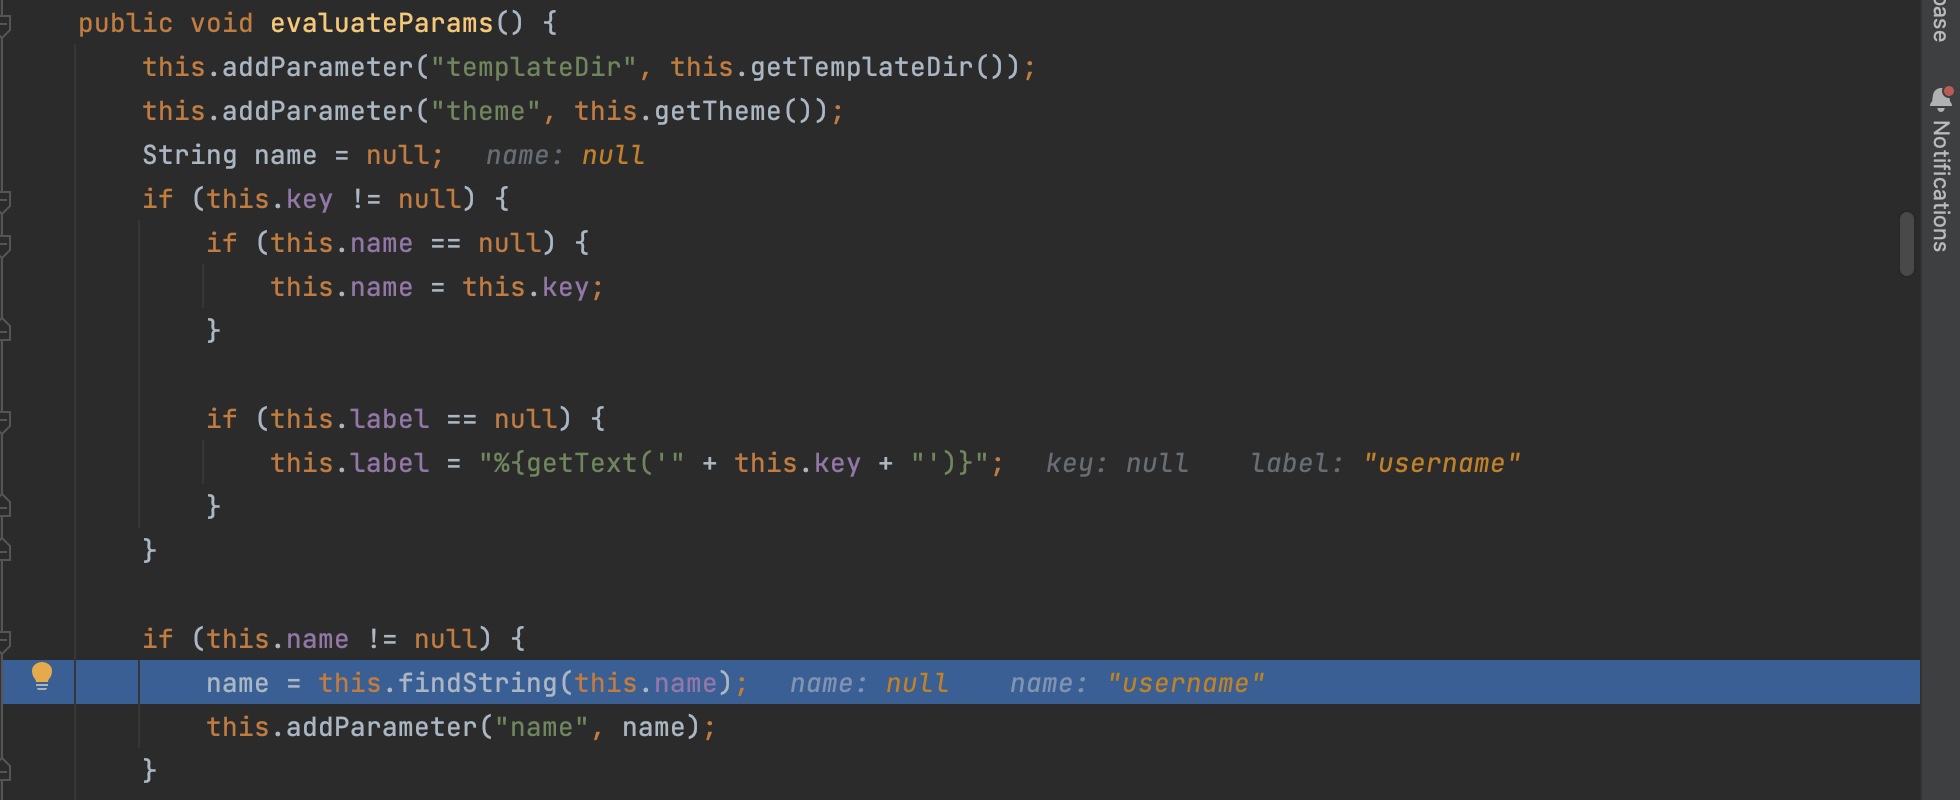 public void evaluateParams() {
this.addParameter("templateDir", this.getTemplateDir());
this.addParameter("theme", this.getTheme());
String name = null; name: null
if (this.key != null) {
if (this.name == null) {
this.name = this.key;
}
if (this.label == null) {
this.label = "%{getText('" + this.key + "')}"; key: null label: "username"
}
}
if (this.name != null) {
name = this.findString(this.name); name: null name: "username"
this.addParameter("name", name);
}
Notifications